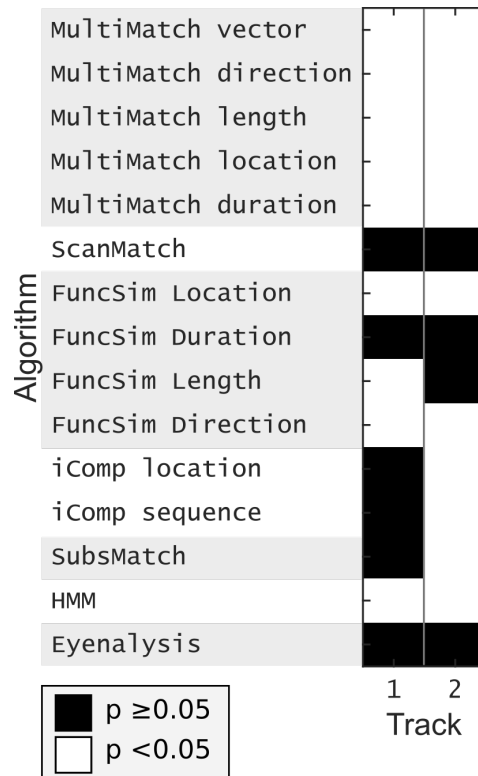 MultiMatch vector
MultiMatch direction
MultiMatch length
MultiMatch location
MultiMatch duration
ScanMatch
FuncSim Location
FuncSim Duration
FuncSim Length
FuncSim Direction
iComp location
iComp sequence
SubsMatch
HMM
Eyenalysis
Algorithm
1 2
Track
p ≥0.05
p <0.05